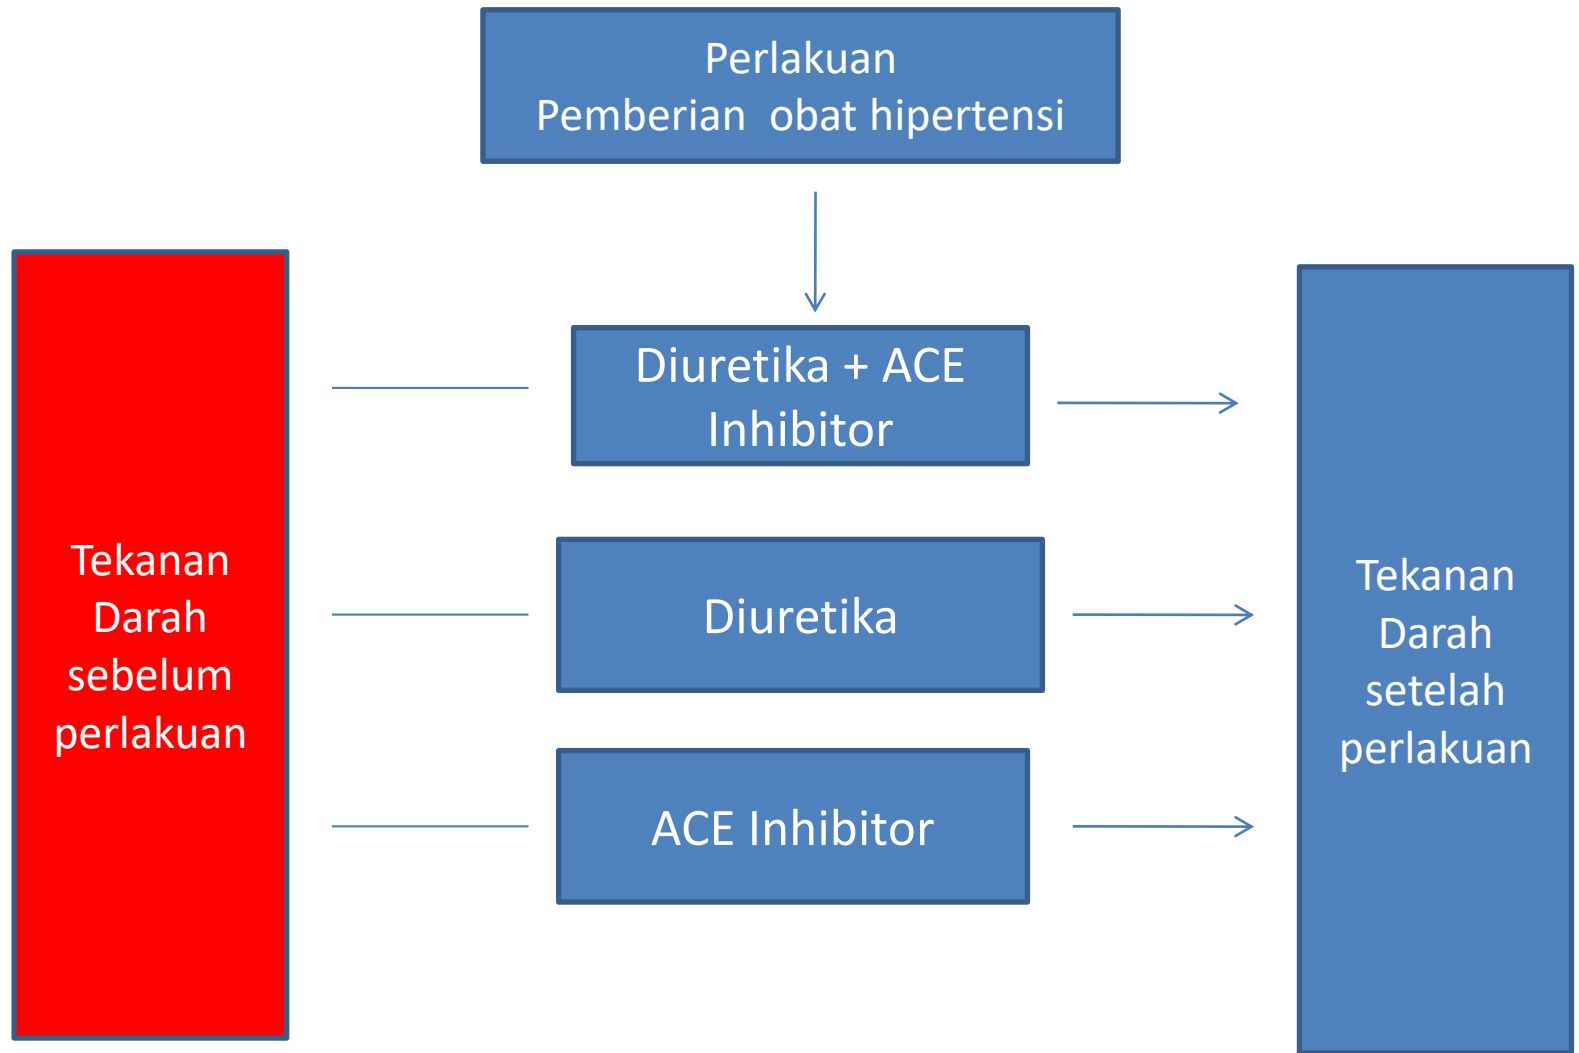 Perlakuan
Pemberian obat hipertensi
Diuretika + ACE
Inhibitor
Tekanan
Darah
sebelum
perlakuan
Diuretika
ACE Inhibitor
Tekanan
Darah
setelah
perlakuan